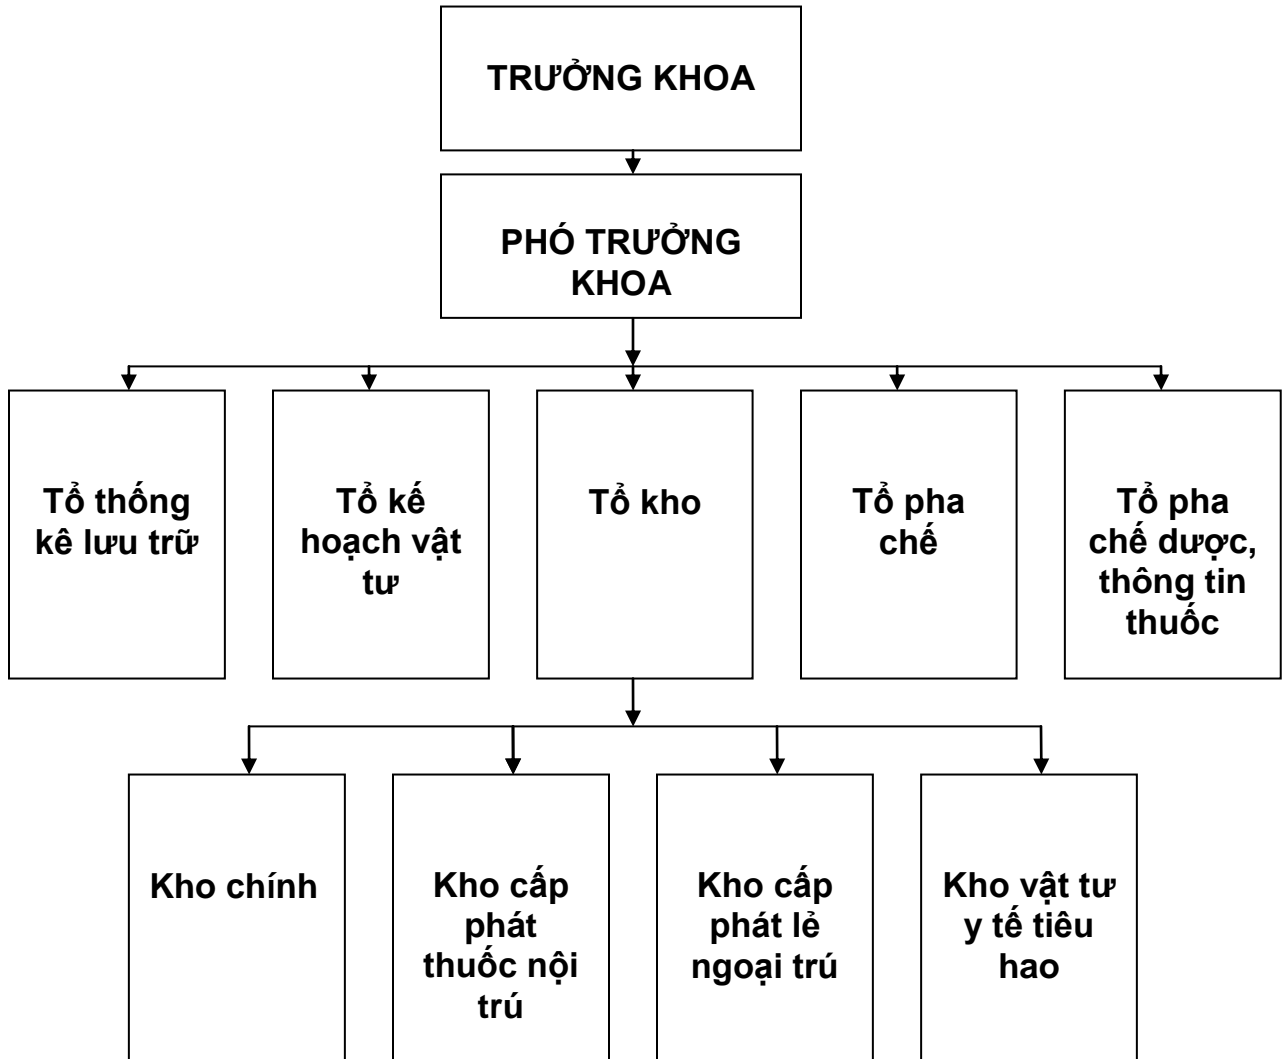 TRƯỞNG KHOA
PHÓ TRƯỞNG
KHOA
Tổ thống
kê lưu trữ
Tổ kế
hoạch vật
tư
Tổ kho
Tổ pha
chế
Tổ pha
chế dược,
thông tin
thuốc
Kho chính
Kho cấp
phát
thuốc nội
trú
Kho cấp
phát lẻ
ngoại trú
Kho vật tư
y tế tiêu
hao